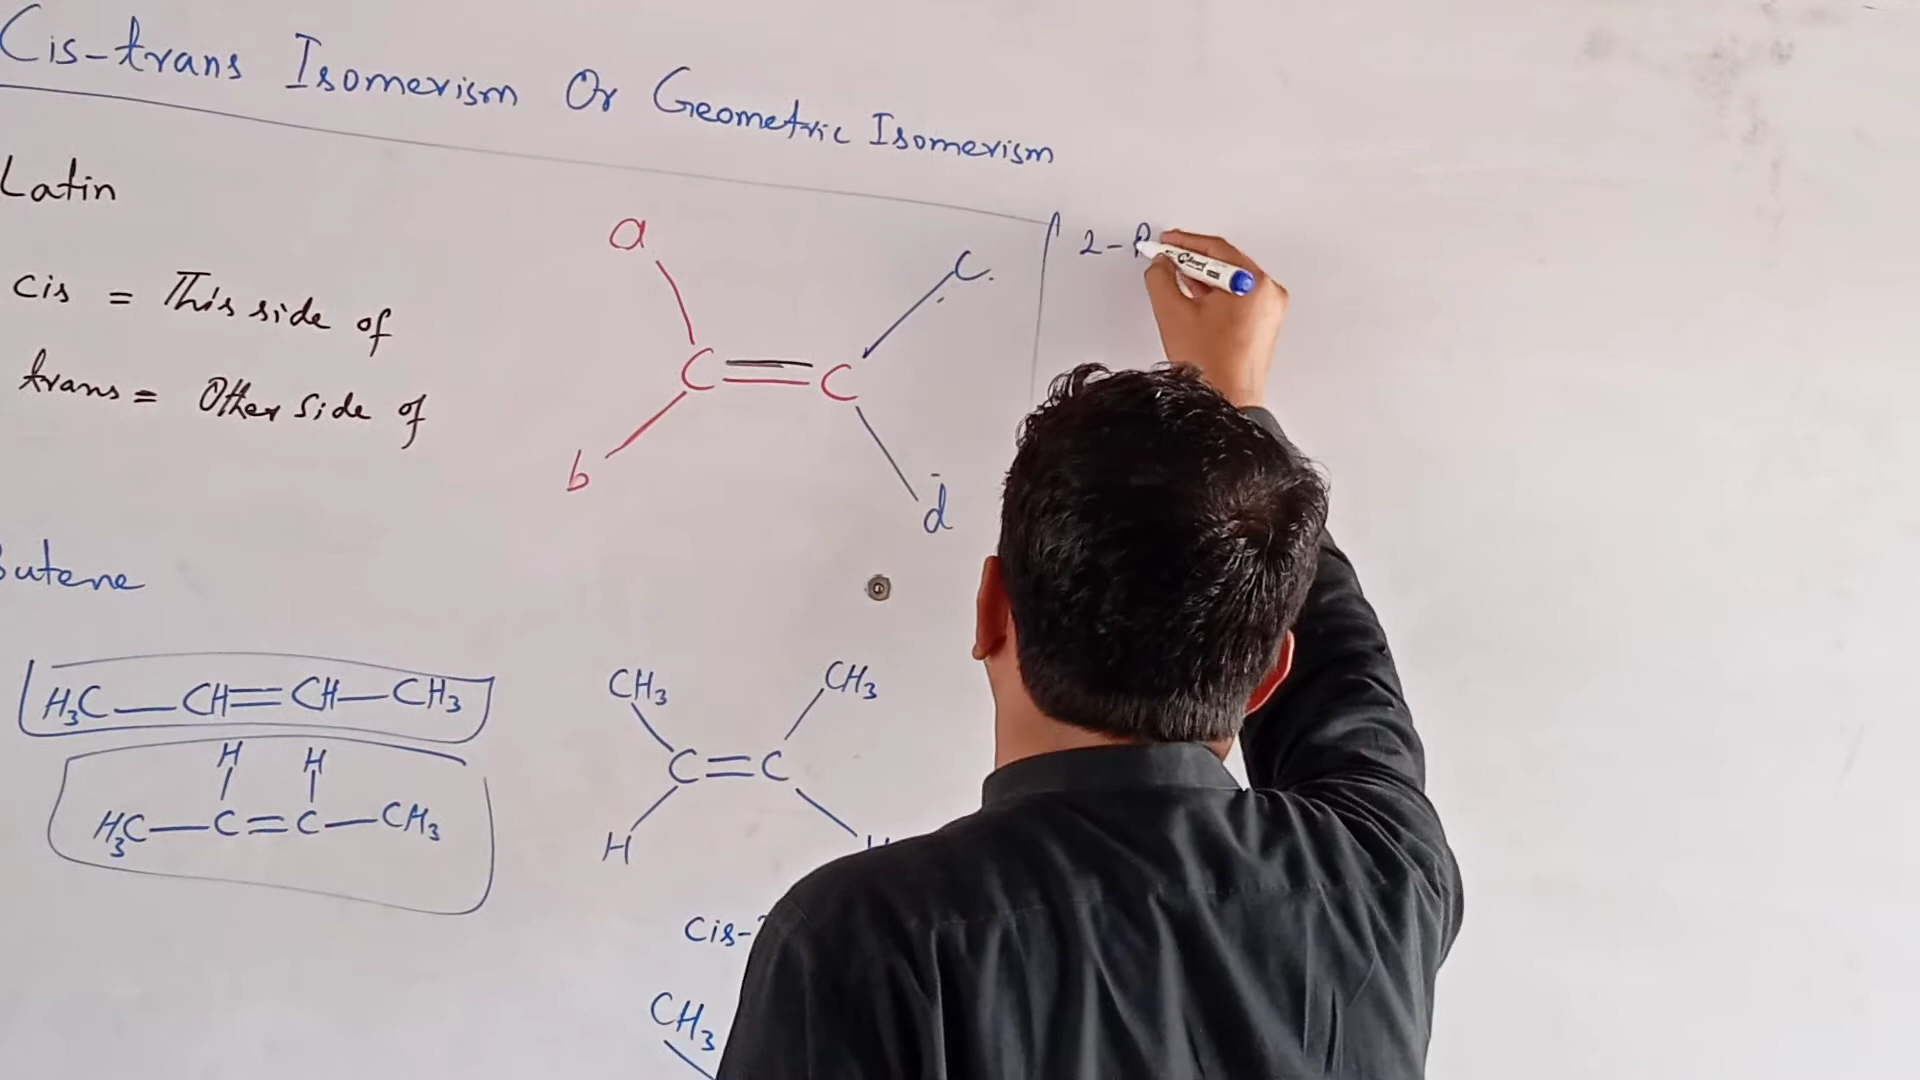 Cis-trans Isomerism Or Geometric Isomerism
Latin
cis = This side of
trans = Other side of
a
c.
C=C
b
d
2-P
utene
H3C—CH=CH—CH3
H H
H3C—C=C—CH3
CH3 CH3
C=C
H
Cis-
CH3